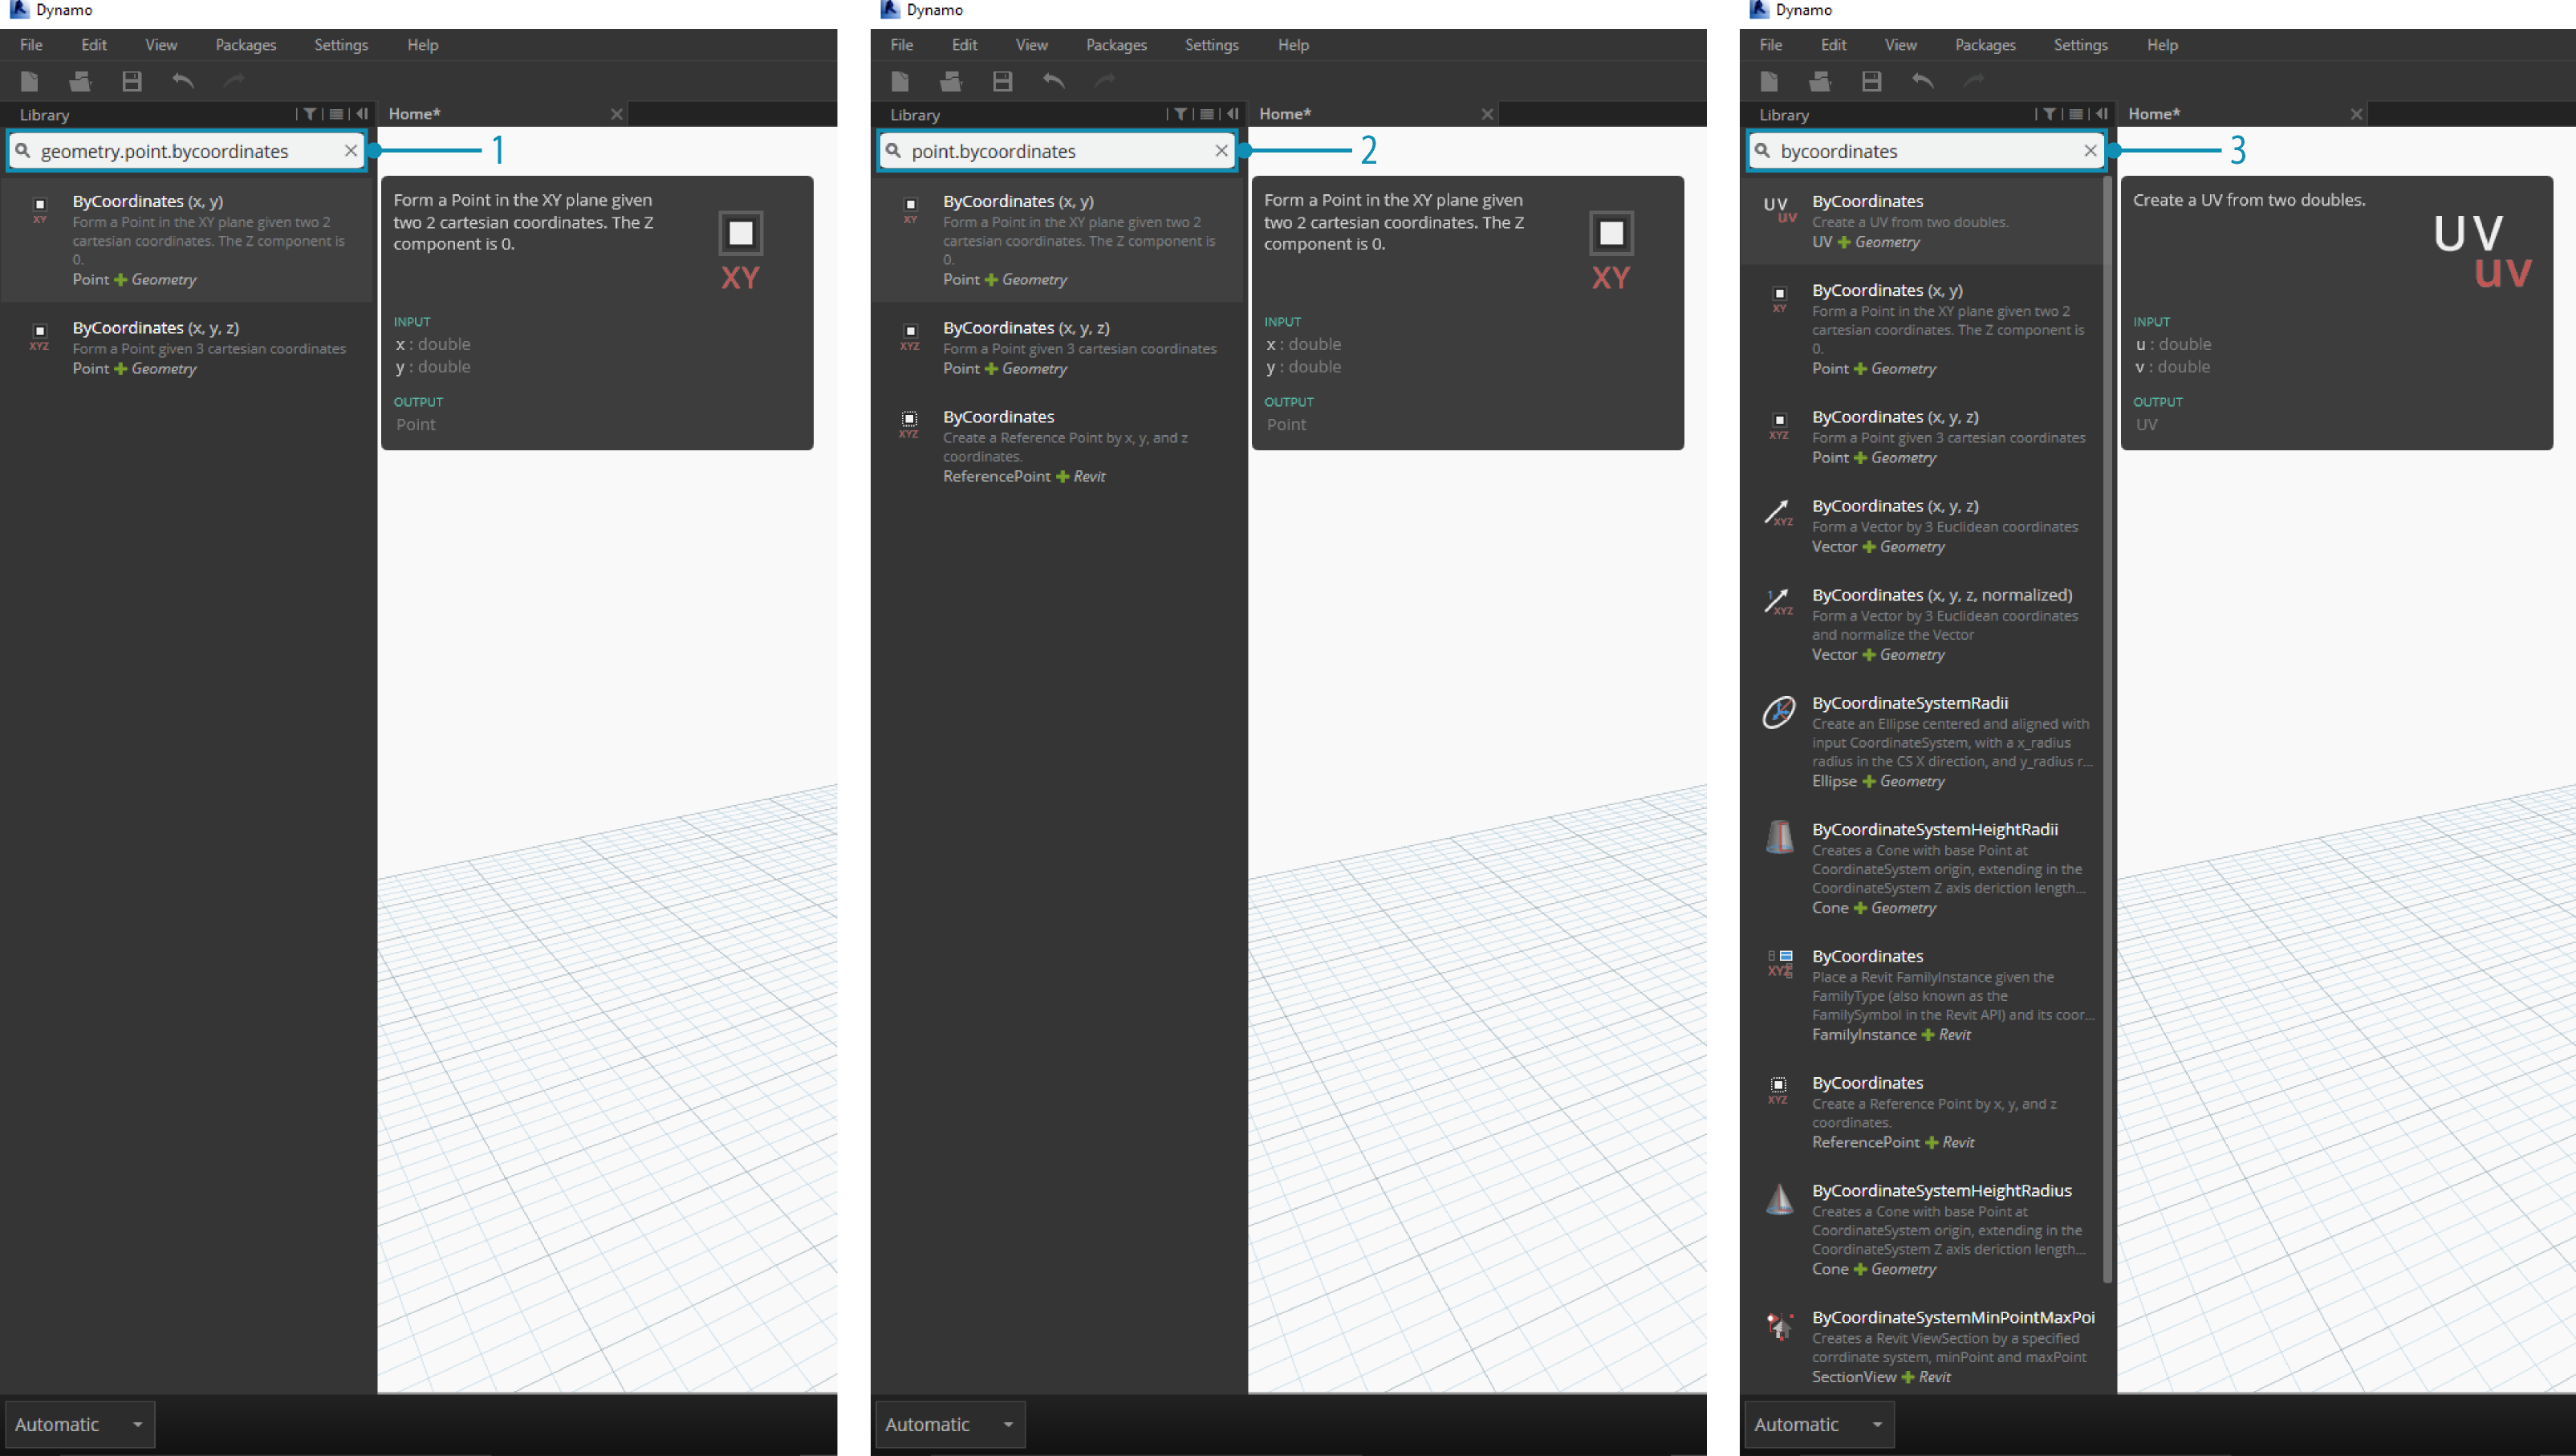 Dynamo
File Edit View Packages Settings Help
Library
Home*
geometry.point.bycoordinates
1
ByCoordinates (x, y)
Form a Point in the XY plane given two 2
cartesian coordinates. The Z component is
0.
Point + Geometry
XY
ByCoordinates (x, y, z)
Form a Point given 3 cartesian coordinates
Point + Geometry
XYZ
Form a Point in the XY plane given
two 2 cartesian coordinates. The Z
component is 0.
XY
INPUT
x : double
y : double
OUTPUT
Point
Automatic
Dynamo
File Edit View Packages Settings Help
Library
Home*
point.bycoordinates
2
ByCoordinates (x, y)
Form a Point in the XY plane given two 2
cartesian coordinates. The Z component is
0.
Point + Geometry
XY
ByCoordinates (x, y, z)
Form a Point given 3 cartesian coordinates
Point + Geometry
XYZ
ByCoordinates
Create a Reference Point by x, y, and z
coordinates.
ReferencePoint + Revit
XYZ
Form a Point in the XY plane given
two 2 cartesian coordinates. The Z
component is 0.
XY
INPUT
x : double
y : double
OUTPUT
Point
Automatic
Dynamo
File Edit View Packages Settings Help
Library
Home*
bycoordinates
3
UV
uv
ByCoordinates
Create a UV from two doubles.
UV + Geometry
XY
ByCoordinates (x, y)
Form a Point in the XY plane given two 2
cartesian coordinates. The Z component is
0.
Point + Geometry
XYZ
ByCoordinates (x, y, z)
Form a Point given 3 cartesian coordinates
Point + Geometry
XYZ
ByCoordinates (x, y, z)
Form a Vector by 3 Euclidean coordinates
Vector + Geometry
1
XYZ
ByCoordinates (x, y, z, normalized)
Form a Vector by 3 Euclidean coordinates
and normalize the Vector
Vector + Geometry
ByCoordinateSystemRadii
Create an Ellipse centered and aligned with
input CoordinateSystem, with a x_radius
radius in the CS X direction, and y_radius r...
Ellipse + Geometry
ByCoordinateSystemHeightRadii
Creates a Cone with base Point at
CoordinateSystem origin, extending in the
CoordinateSystem Z axis deriction length...
Cone + Geometry
XYZ
ByCoordinates
Place a Revit FamilyInstance given the
FamilyType (also known as the
FamilySymbol in the Revit API) and its coor...
FamilyInstance + Revit
XYZ
ByCoordinates
Create a Reference Point by x, y, and z
coordinates.
ReferencePoint + Revit
ByCoordinateSystemHeightRadius
Creates a Cone with base Point at
CoordinateSystem origin, extending in the
CoordinateSystem Z axis deriction length...
Cone + Geometry
ByCoordinateSystemMinPointMaxPoi
Creates a Revit ViewSection by a specified
corrdinate system, minPoint and maxPoint
SectionView + Revit
Create a UV from two doubles.
UV
uv
INPUT
u : double
v : double
OUTPUT
UV
Automatic